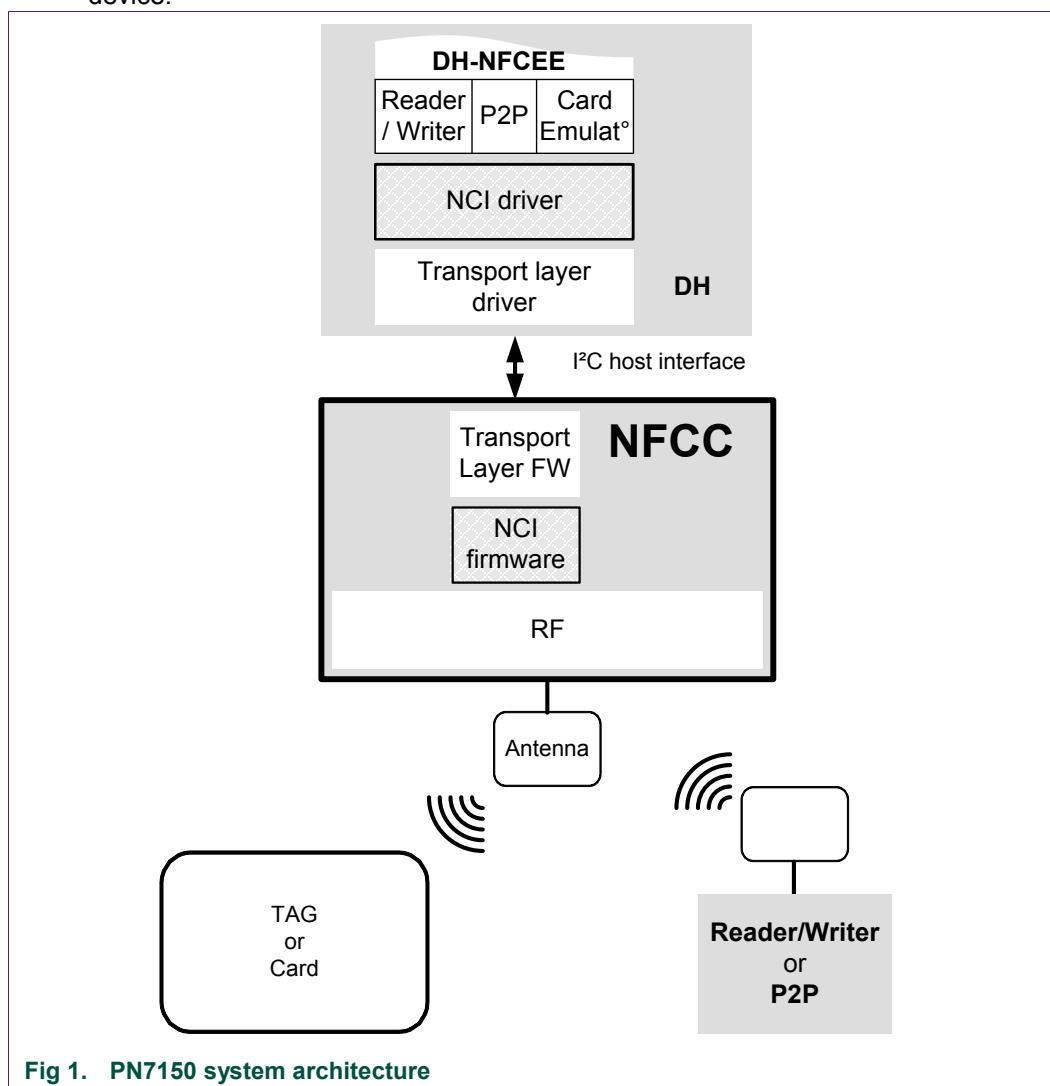 device.
DH-NFCEE
Reader
/ Writer
P2P
Card
Emulat°
NCI driver
Transport layer
driver
DH
I²C host interface
Transport
Layer FW
NFCC
NCI
firmware
RF
Antenna
TAG
or
Card
Reader/Writer
or
P2P
Fig 1. PN7150 system architecture